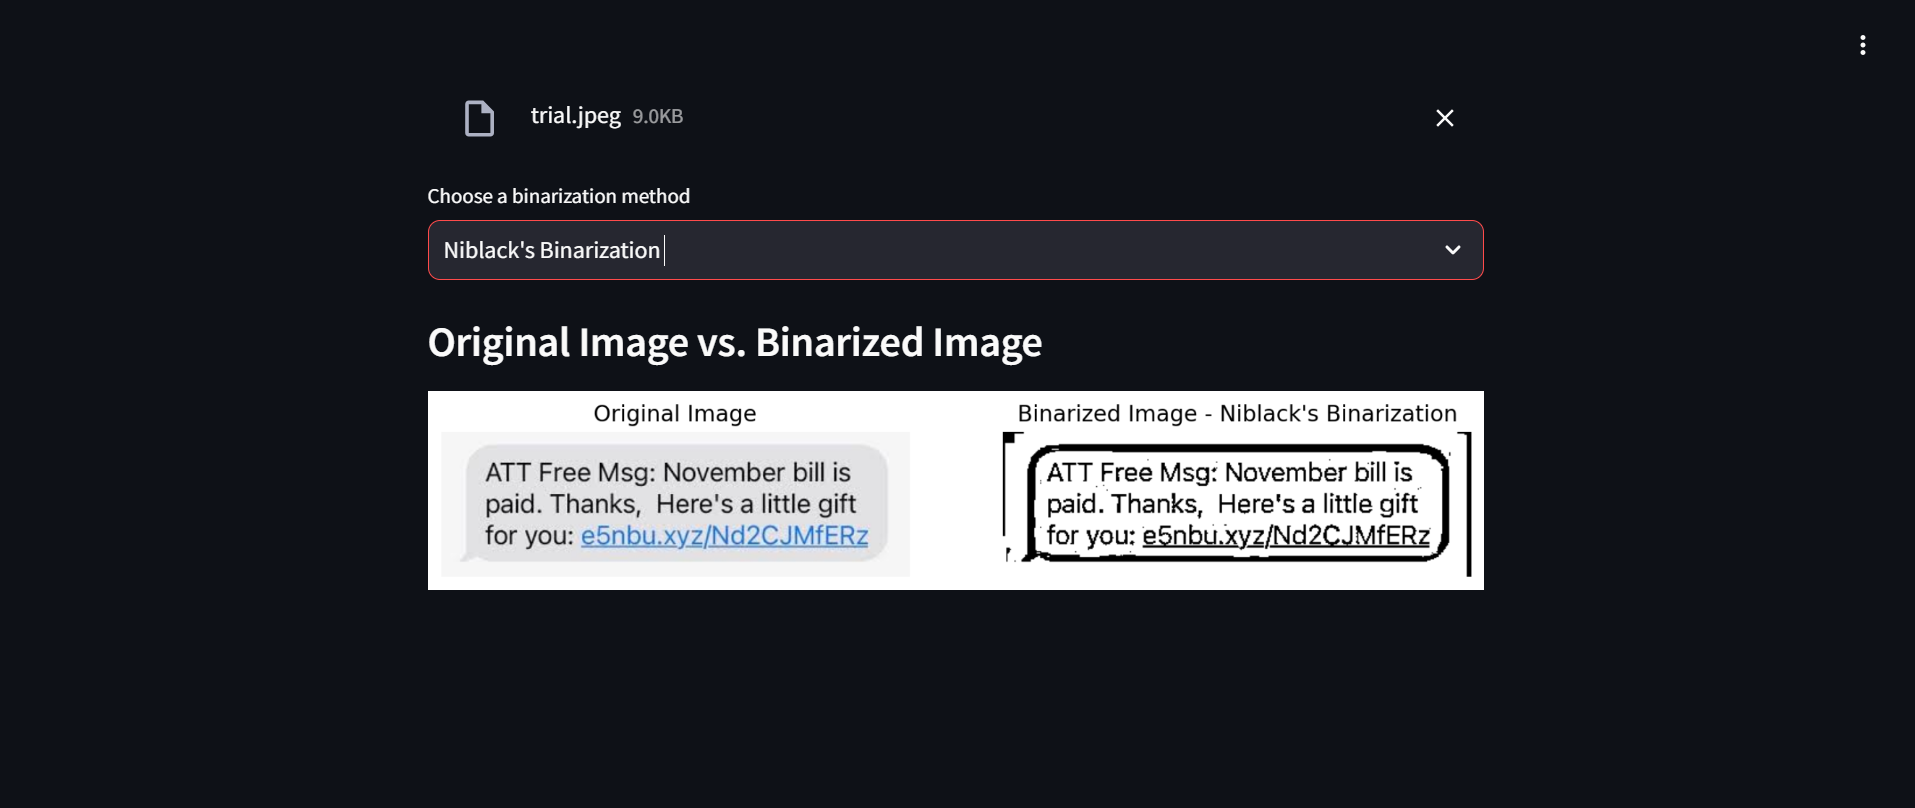 trial.jpeg 9.0KB
Choose a binarization method
Niblack's Binarization
Original Image vs. Binarized Image
Original Image
ATT Free Msg: November bill is
paid. Thanks,  Here's a little gift
for you: e5nbu.xyz/Nd2CJMfERz
Binarized Image - Niblack's Binarization
ATT Free Msg: November bill is
paid. Thanks,  Here's a little gift
for you: e5nbu.xyz/Nd2CJMfERz